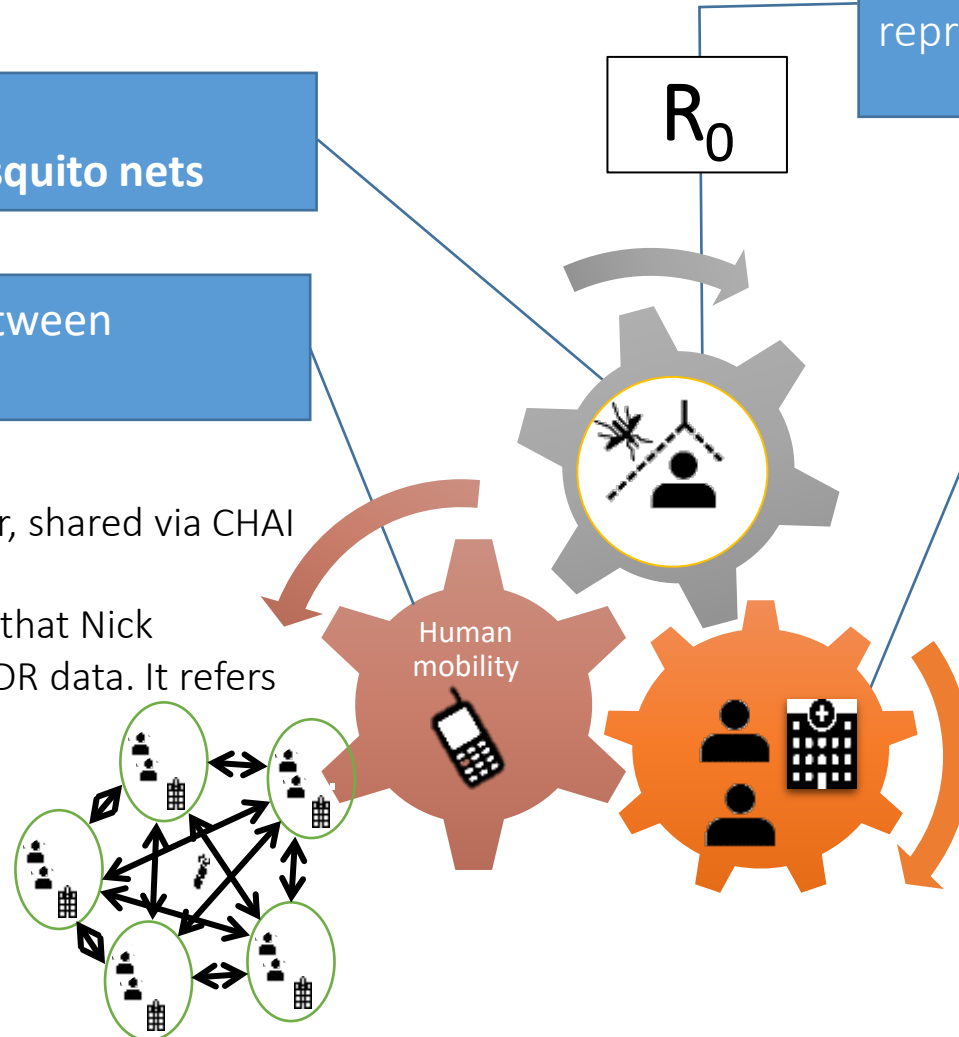 repr
R₀
squito nets
tween
r, shared via CHAI
that Nick
DR data. It refers
Human
mobility